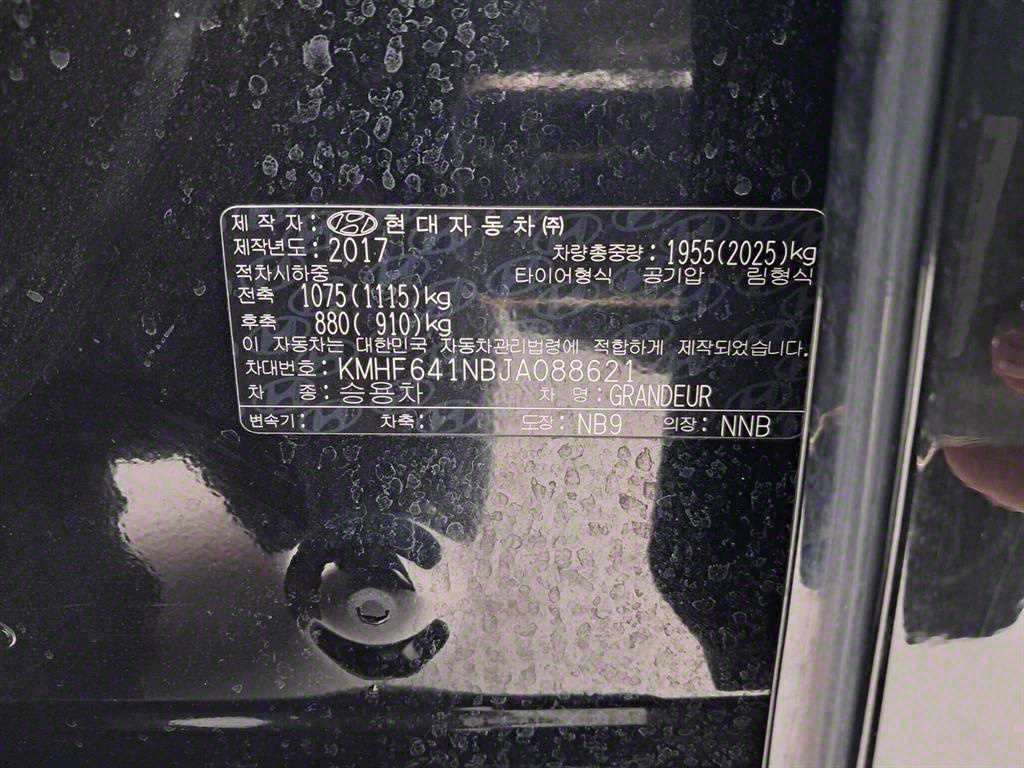 제 작 자 : 현대자동차㈜
제작년도 : 2017 차량총중량 : 1955(2025)kg
적차시하중 타이어형식 공기압 림형식
전축 1075(1115)kg
후축 880( 910)kg
이 자동차는 대한민국 자동차관리법령에 적합하게 제작되었습니다.
차대번호 : KMHF641NBJA088621
차 종 : 승용차 차 명 : GRANDEUR
변속기 : 차축 : 도장 : NB9 의장 : NNB